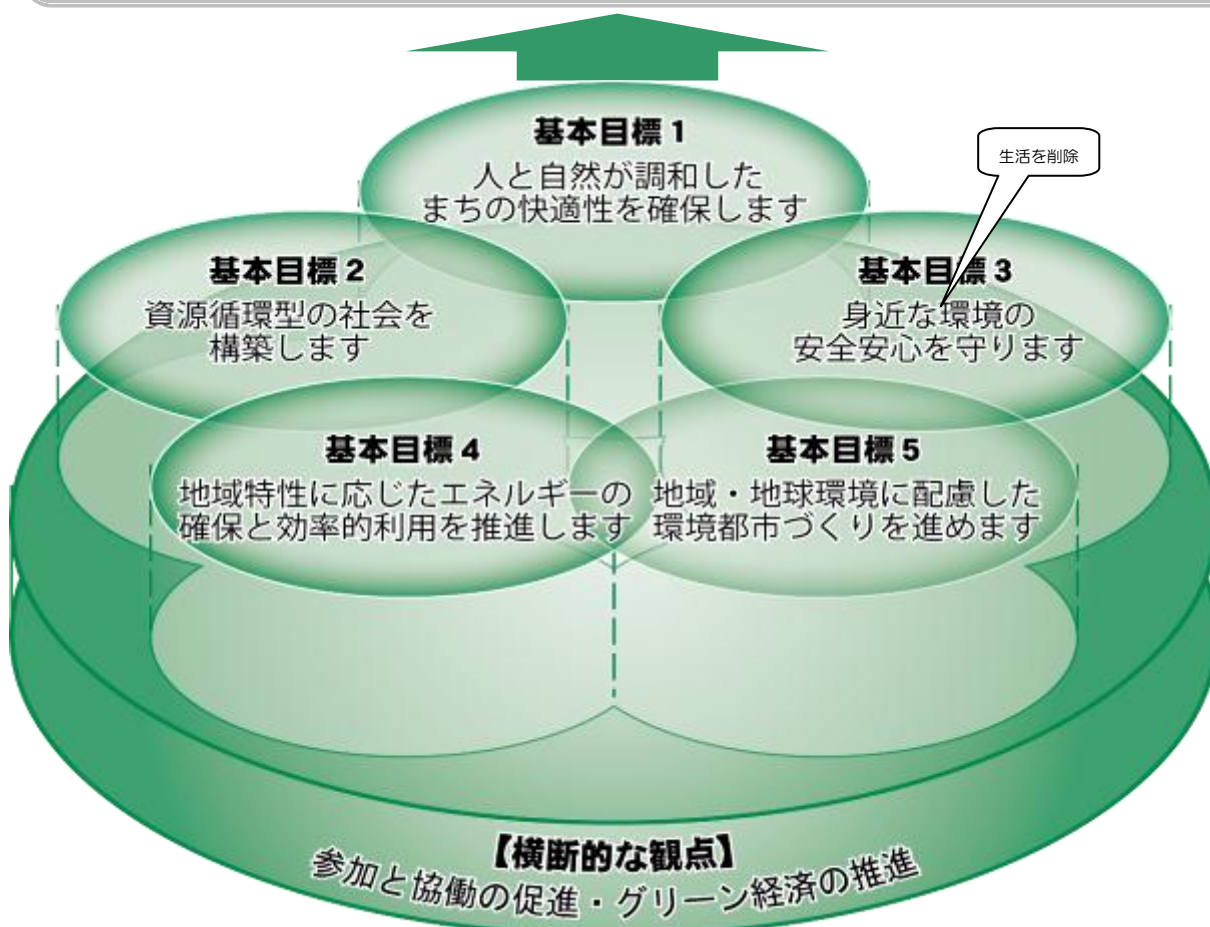 基本目標1
人と自然が調和した
まちの快適性を確保します
生活を削除
基本目標2
資源循環型の社会を
構築します
基本目標3
身近な環境の
安全安心を守ります
基本目標4
地域特性に応じたエネルギーの
確保と効率的利用を推進します
基本目標5
地域・地球環境に配慮した
環境都市づくりを進めます
【横断的な観点】
参加と協働の促進・グリーン経済の推進